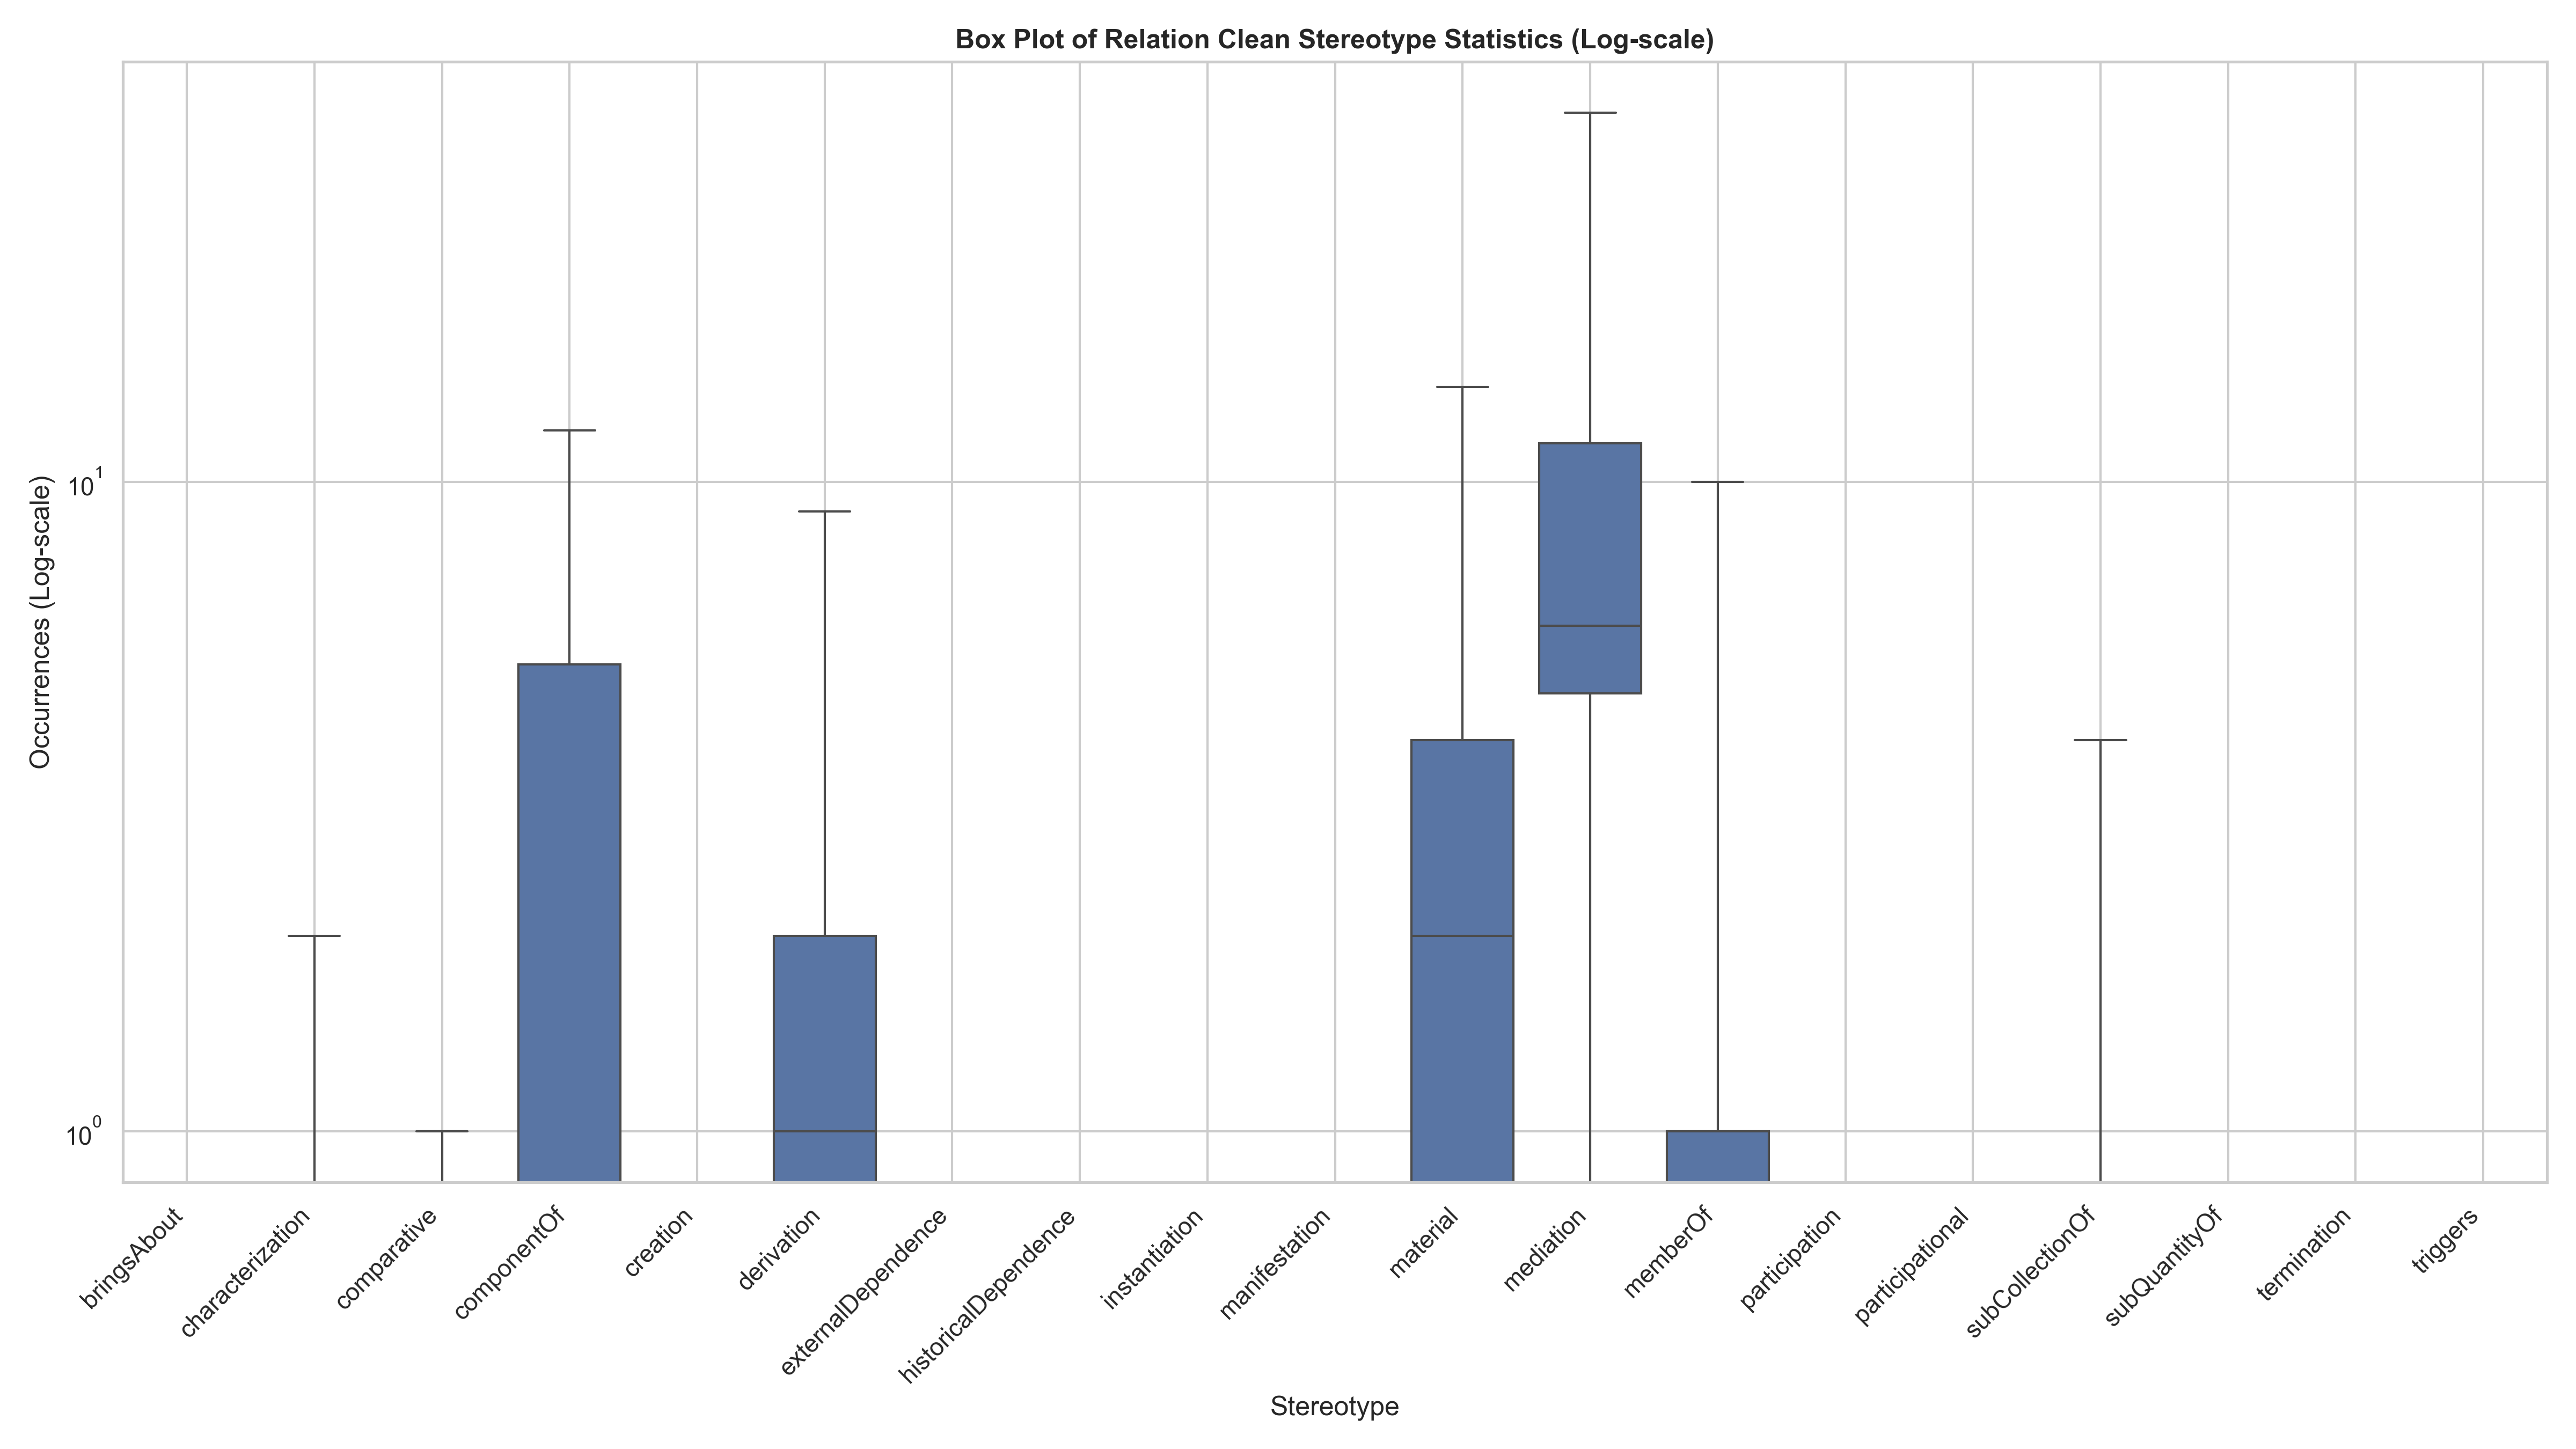 Box Plot of Relation Clean Stereotype Statistics (Log-scale)
Occurrences (Log-scale)
10¹
10⁰
bringsAbout
characterization
comparative
componentOf
creation
derivation
externalDependence
historicalDependence
instantiation
manifestation
material
mediation
memberOf
participation
participational
subCollectionOf
subQuantityOf
termination
triggers
Stereotype